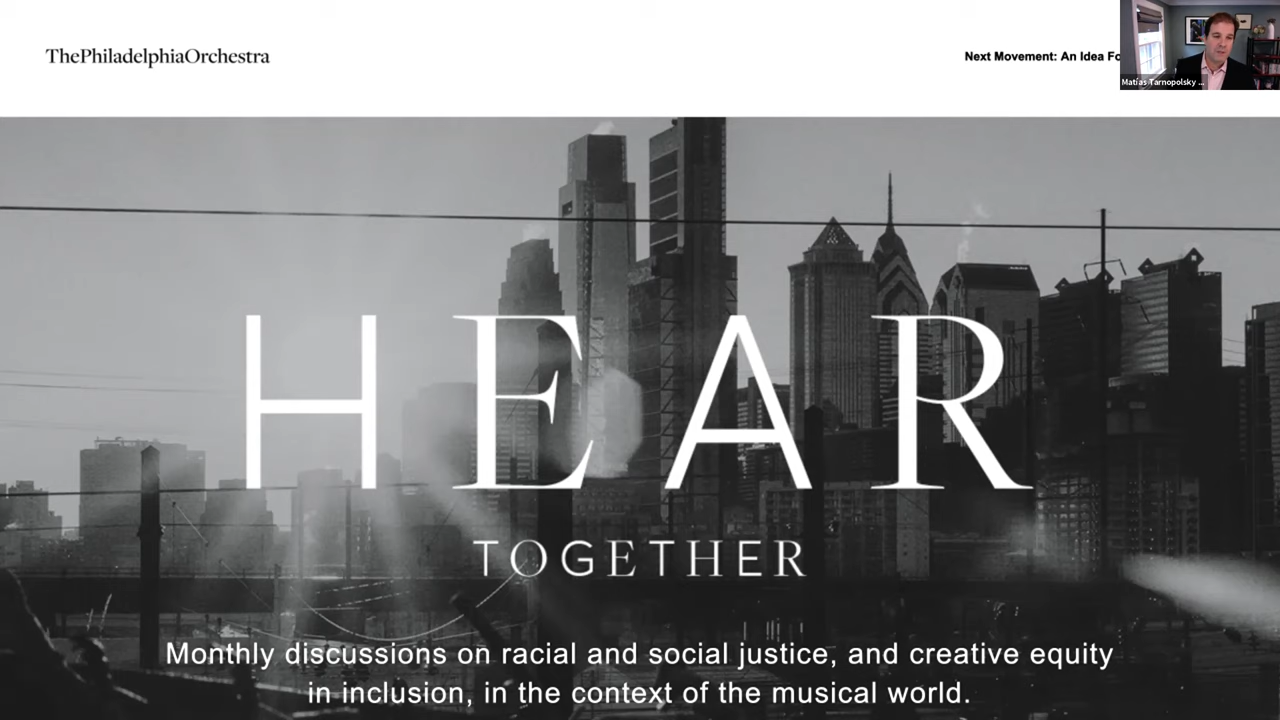 ThePhiladelphiaOrchestra
Next Movement: An Idea Fo
Matías Tarnopolsky ...
HEAR
TOGETHER
Monthly discussions on racial and social justice, and creative equity
in inclusion, in the context of the musical world.